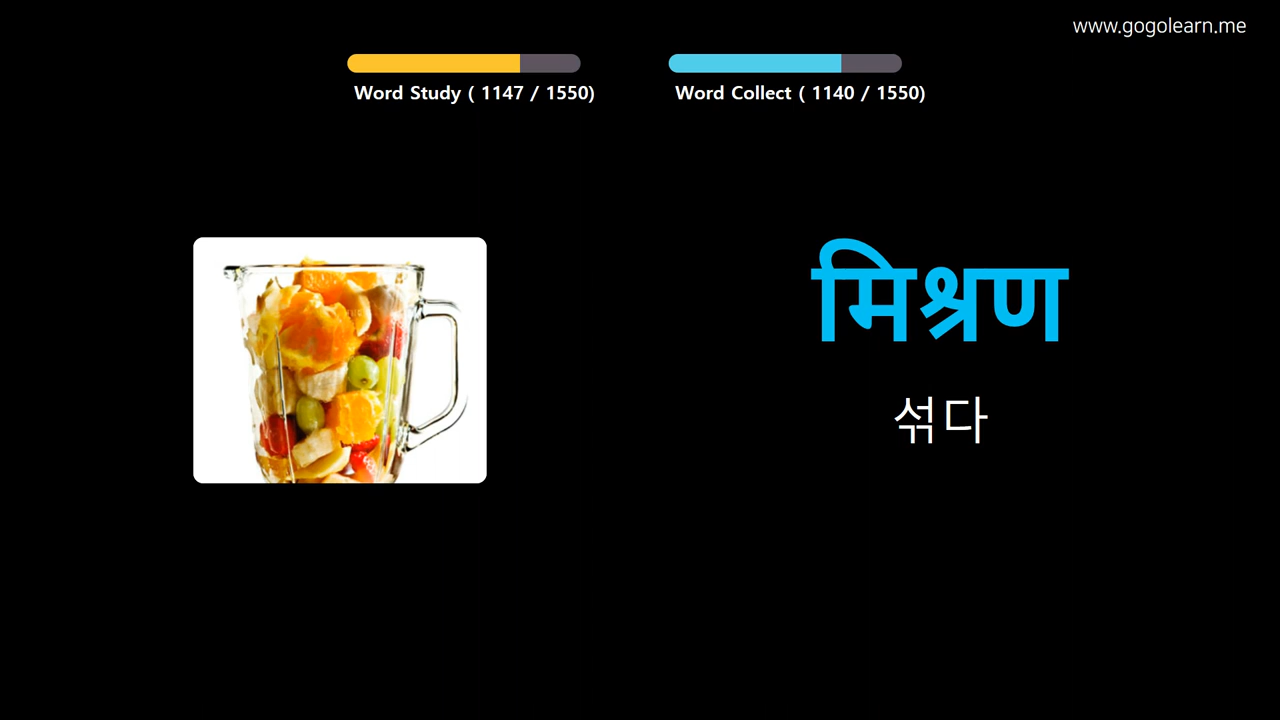 www.gogolearn.me
Word Study ( 1147 / 1550)
Word Collect ( 1140 / 1550)
मिश्रण
섞다